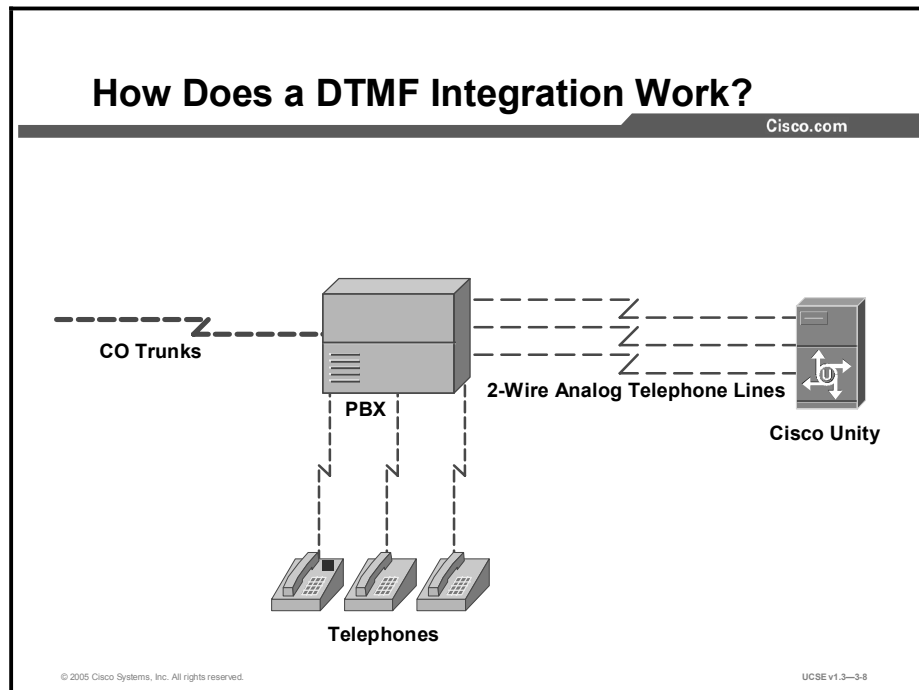 How Does a DTMF Integration Work?
Cisco.com
CO Trunks
PBX
2-Wire Analog Telephone Lines
Cisco Unity
U
Telephones
© 2005 Cisco Systems, Inc. All rights reserved.
UCSE v1.3—3-8